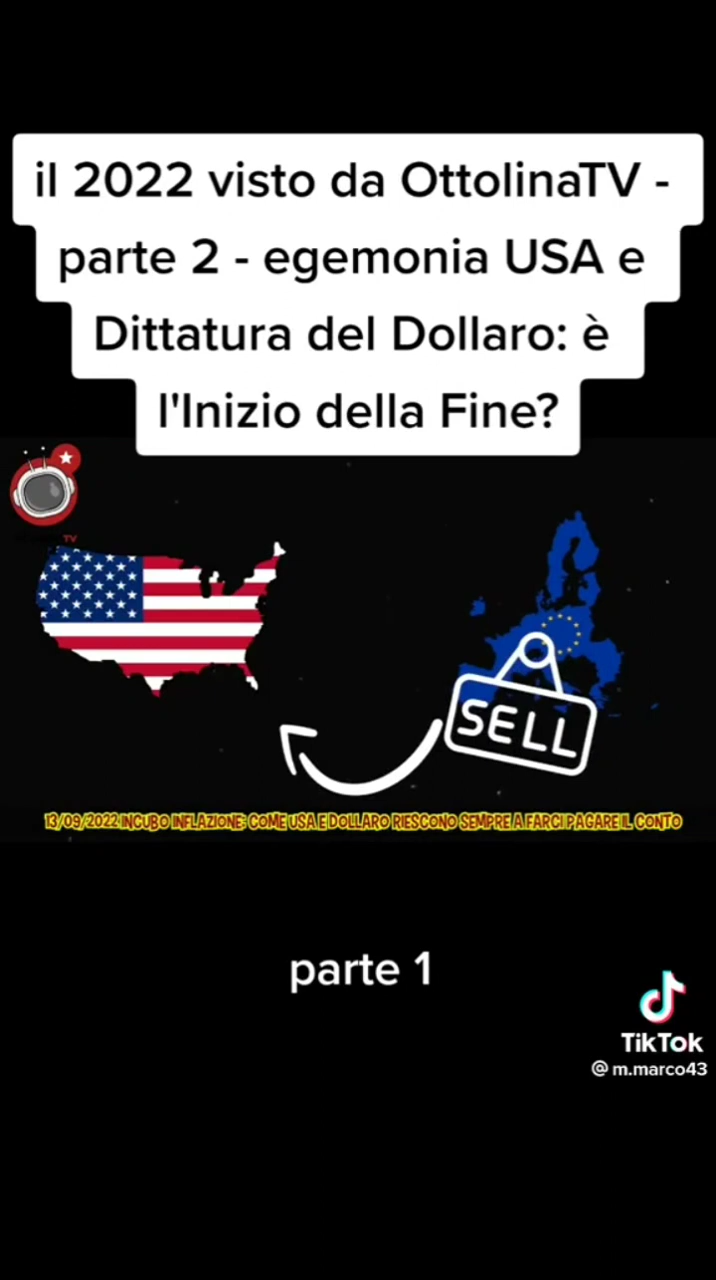 il 2022 visto da OttolinaTV -
parte 2 - egemonia USA e
Dittatura del Dollaro: è
l'Inizio della Fine?
TV
SELL
13/09/2022 INCUBO INFLAZIONE: COME USA E DOLLARO RIESCONO SEMPRE A FARCI PAGARE IL CONTO
parte 1
TikTok
@m.marco43